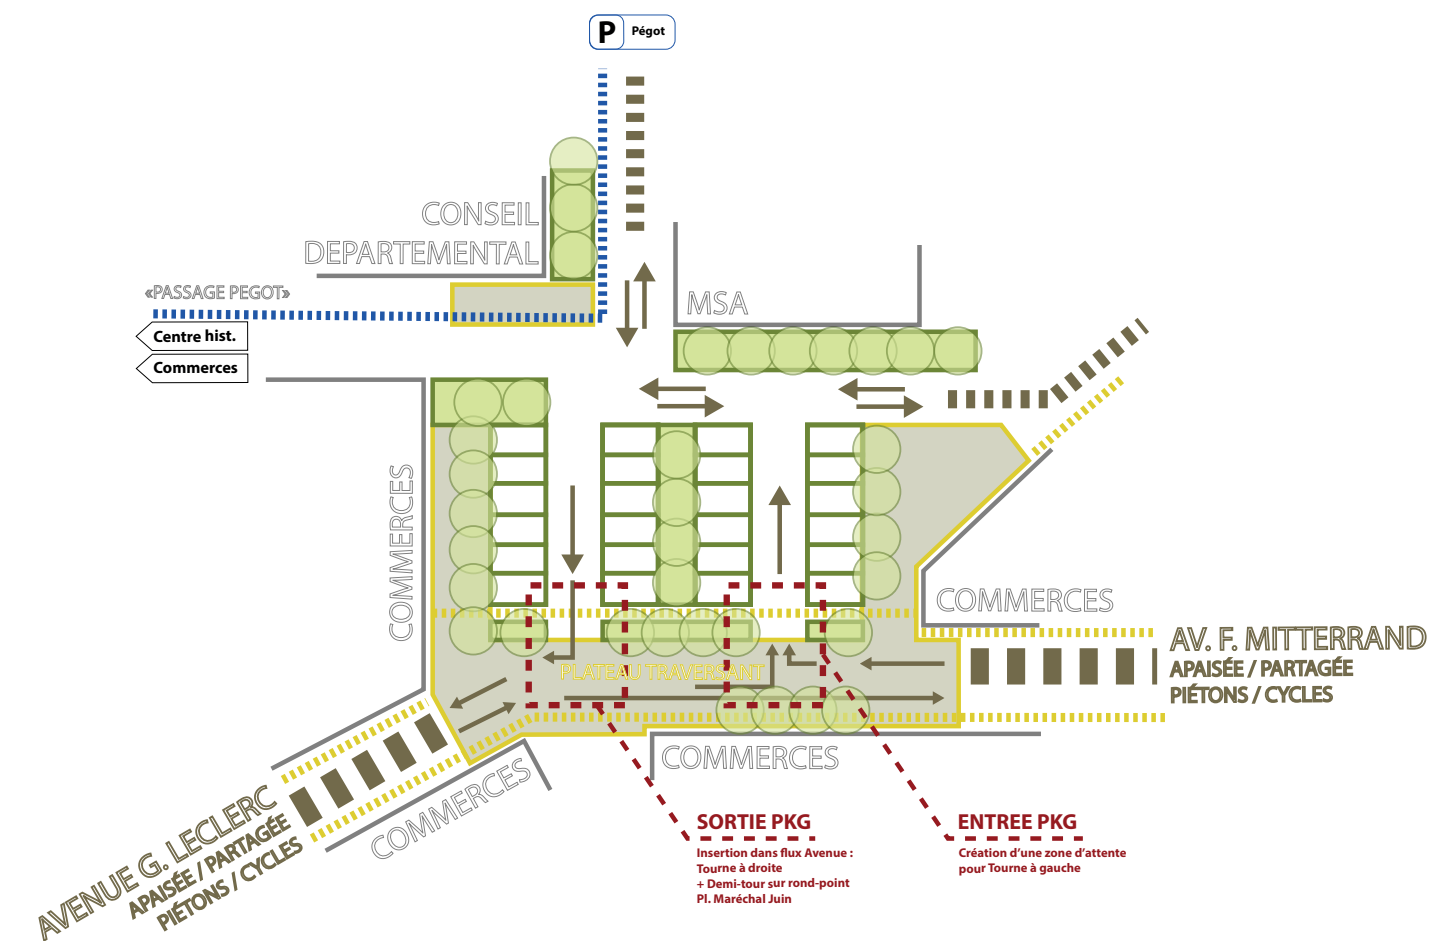 P Pégot
CONSEIL
DEPARTEMENTAL
«PASSAGE PEGOT»
MSA
Centre hist.
Commerces
COMMERCES
COMMERCES
AV. F. MITTERRAND
APAISÉE / PARTAGÉE
PIÉTONS / CYCLES
PLATEAU TRAVERSANT
COMMERCES
COMMERCES
AVENUE G. LECLERC
APAISÉE / PARTAGÉE
PIÉTONS / CYCLES
SORTIE PKG
Insertion dans flux Avenue :
Tourne à droite
+ Demi-tour sur rond-point
Pl. Maréchal Juin
ENTREE PKG
Création d'une zone d'attente
pour Tourne à gauche